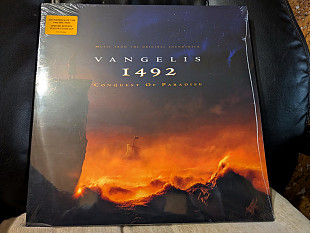 MUSIC FROM THE ORIGINAL SOUNDTRACK
VANGELIS
1492
CONQUEST OF PARADISE